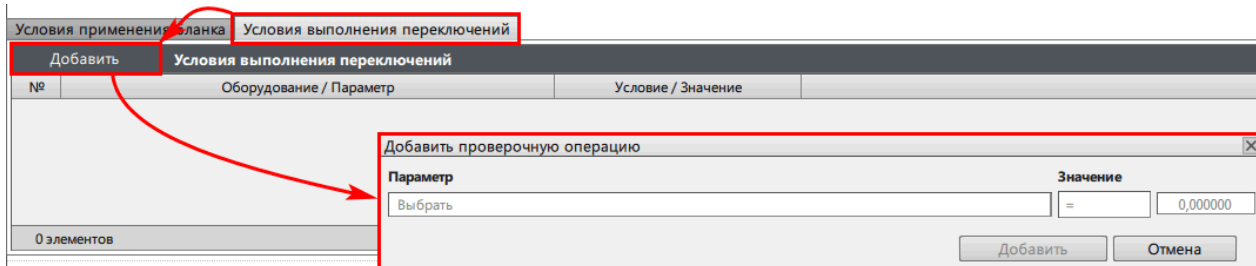 Условия применения бланка Условия выполнения переключений
Добавить Условия выполнения переключений
№ Оборудование / Параметр Условие / Значение
Добавить проверочную операцию
Параметр Значение
Выбрать = 0,000000
0 элементов
Добавить Отмена